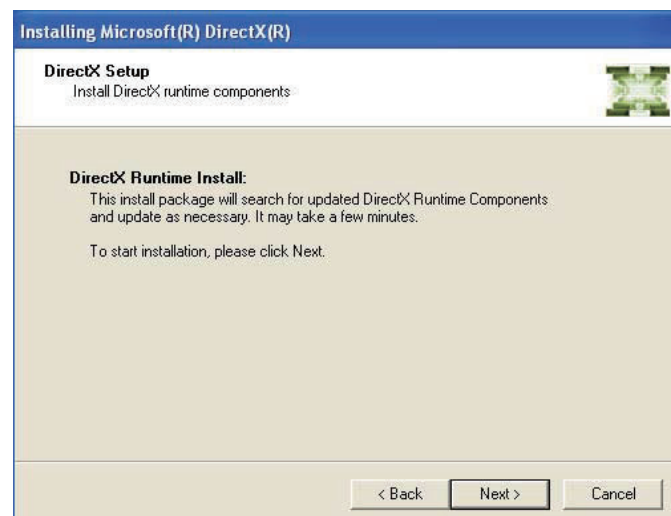 Installing Microsoft(R) DirectX(R)
DirectX Setup
Install DirectX runtime components
DirectX Runtime Install:
This install package will search for updated DirectX Runtime Components
and update as necessary. It may take a few minutes.
To start installation, please click Next.
< Back Next > Cancel